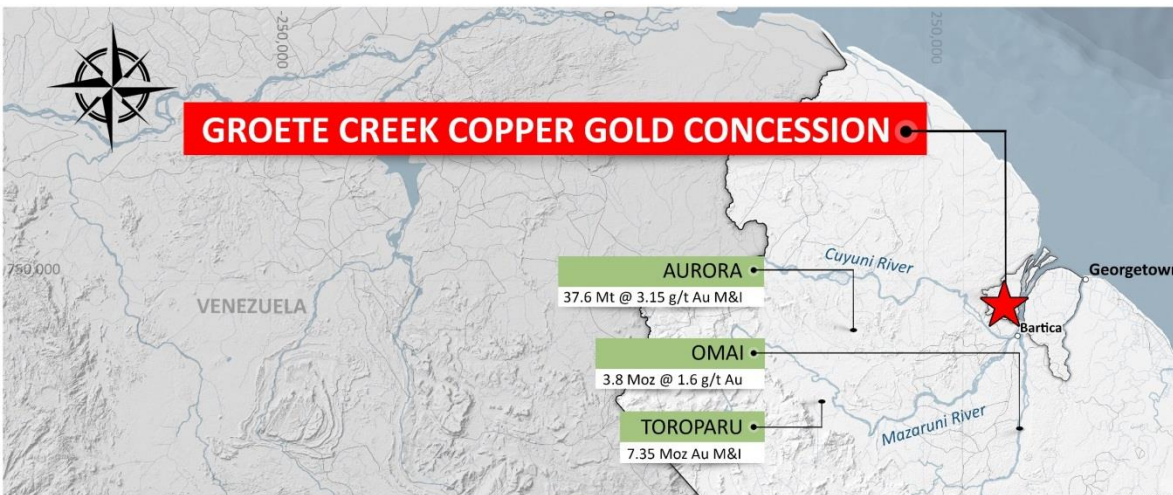 -250,000
0
250,000
GROETE CREEK COPPER GOLD CONCESSION
750,000
VENEZUELA
Cuyuni River
Georgetown
AURORA
37.6 Mt @ 3.15 g/t Au M&I
Bartica
OMAI
3.8 Moz @ 1.6 g/t Au
TOROPARU
7.35 Moz Au M&I
Mazaruni River